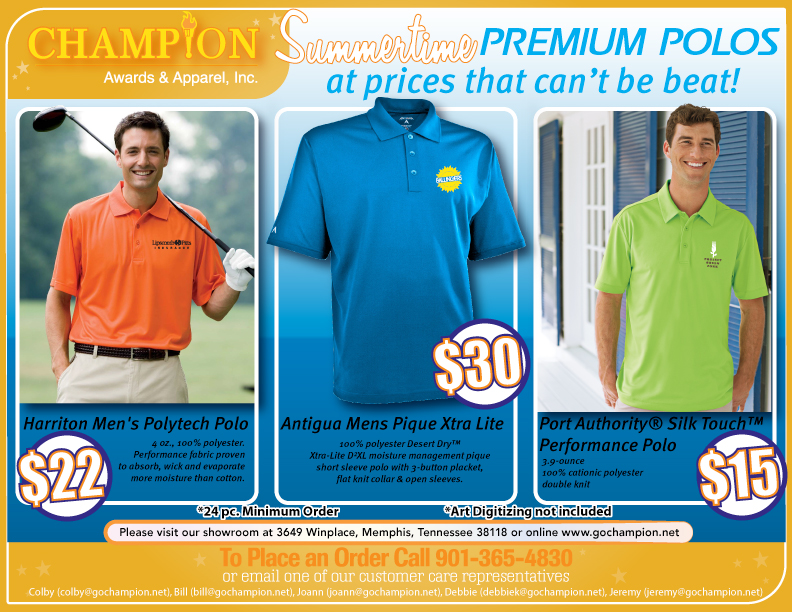 CHAMPION
Awards & Apparel, Inc.
Summertime PREMIUM POLOS
at prices that can't be beat!
Harriton Men's Polytech Polo
4 oz., 100% polyester.
Performance fabric proven
to absorb, wick and evaporate
more moisture than cotton.
$22
Antigua Mens Pique Xtra Lite
100% polyester Desert Dry™
Xtra-Lite D²XL moisture management pique
short sleeve polo with 3-button placket,
flat knit collar & open sleeves.
$30
Port Authority® Silk Touch™
Performance Polo
3.9-ounce
100% cationic polyester
double knit
$15
*24 pc. Minimum Order
*Art Digitizing not included
Please visit our showroom at 3649 Winplace, Memphis, Tennessee 38118 or online www.gochampion.net
To Place an Order Call 901-365-4830
or email one of our customer care representatives
Colby (colby@gochampion.net), Bill (bill@gochampion.net), Joann (joann@gochampion.net), Debbie (debbiek@gochampion.net), Jeremy (jeremy@gochampion.net)